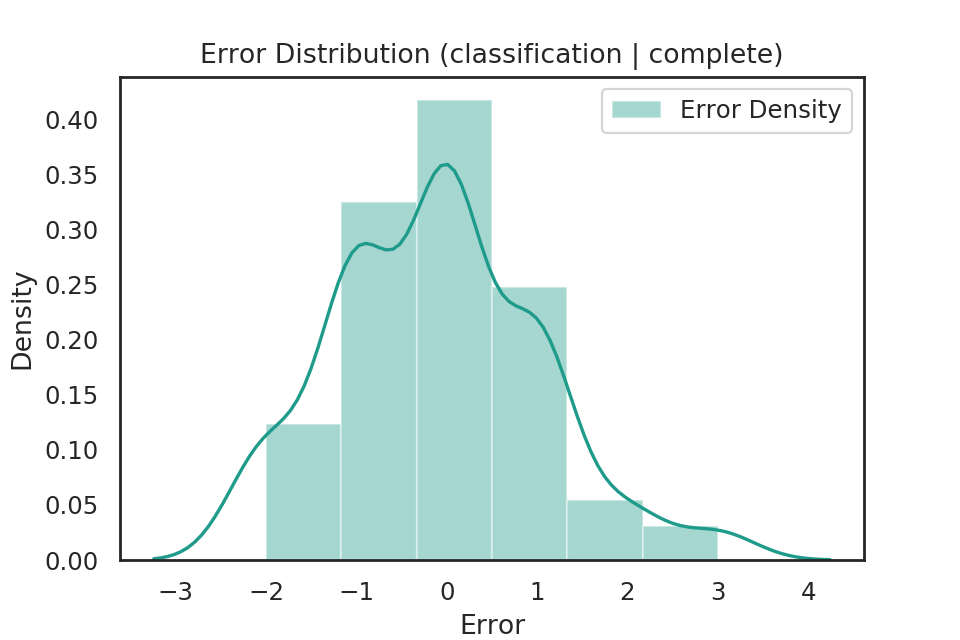 Error Distribution (classification | complete)
Error Density
0.40
0.35
0.30
0.25
0.20
0.15
0.10
0.05
0.00
Density
−3 −2 −1 0 1 2 3 4
Error